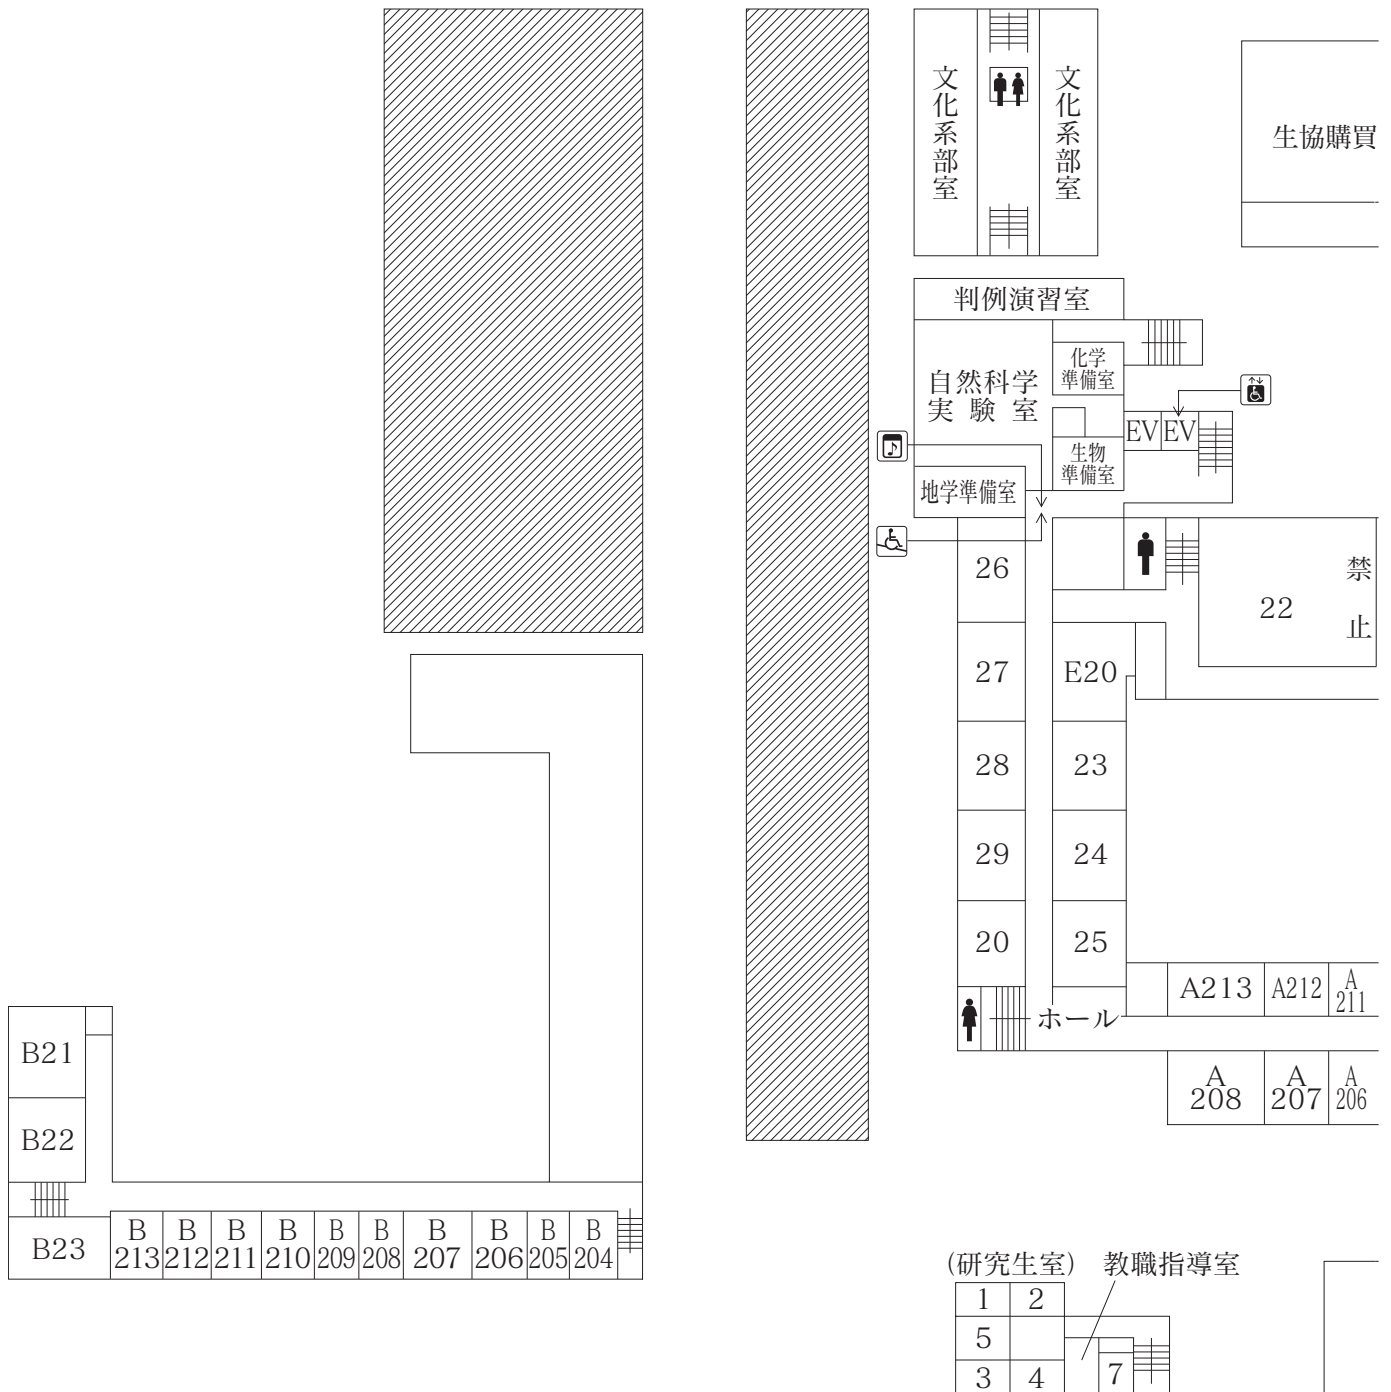 文化系部室
文化系部室
生協購買
判例演習室
化学
準備室
自然科学
実験室
EV
EV
生物
準備室
地学準備室
26
22
禁
止
27
E20
28
23
29
24
20
25
A213
A212
A
211
ホール
A
208
A
207
A
206
B21
B22
B23
B
213
B
212
B
211
B
210
B
209
B
208
B
207
B
206
B
205
B
204
(研究生室)
教職指導室
1
2
5
3
4
7